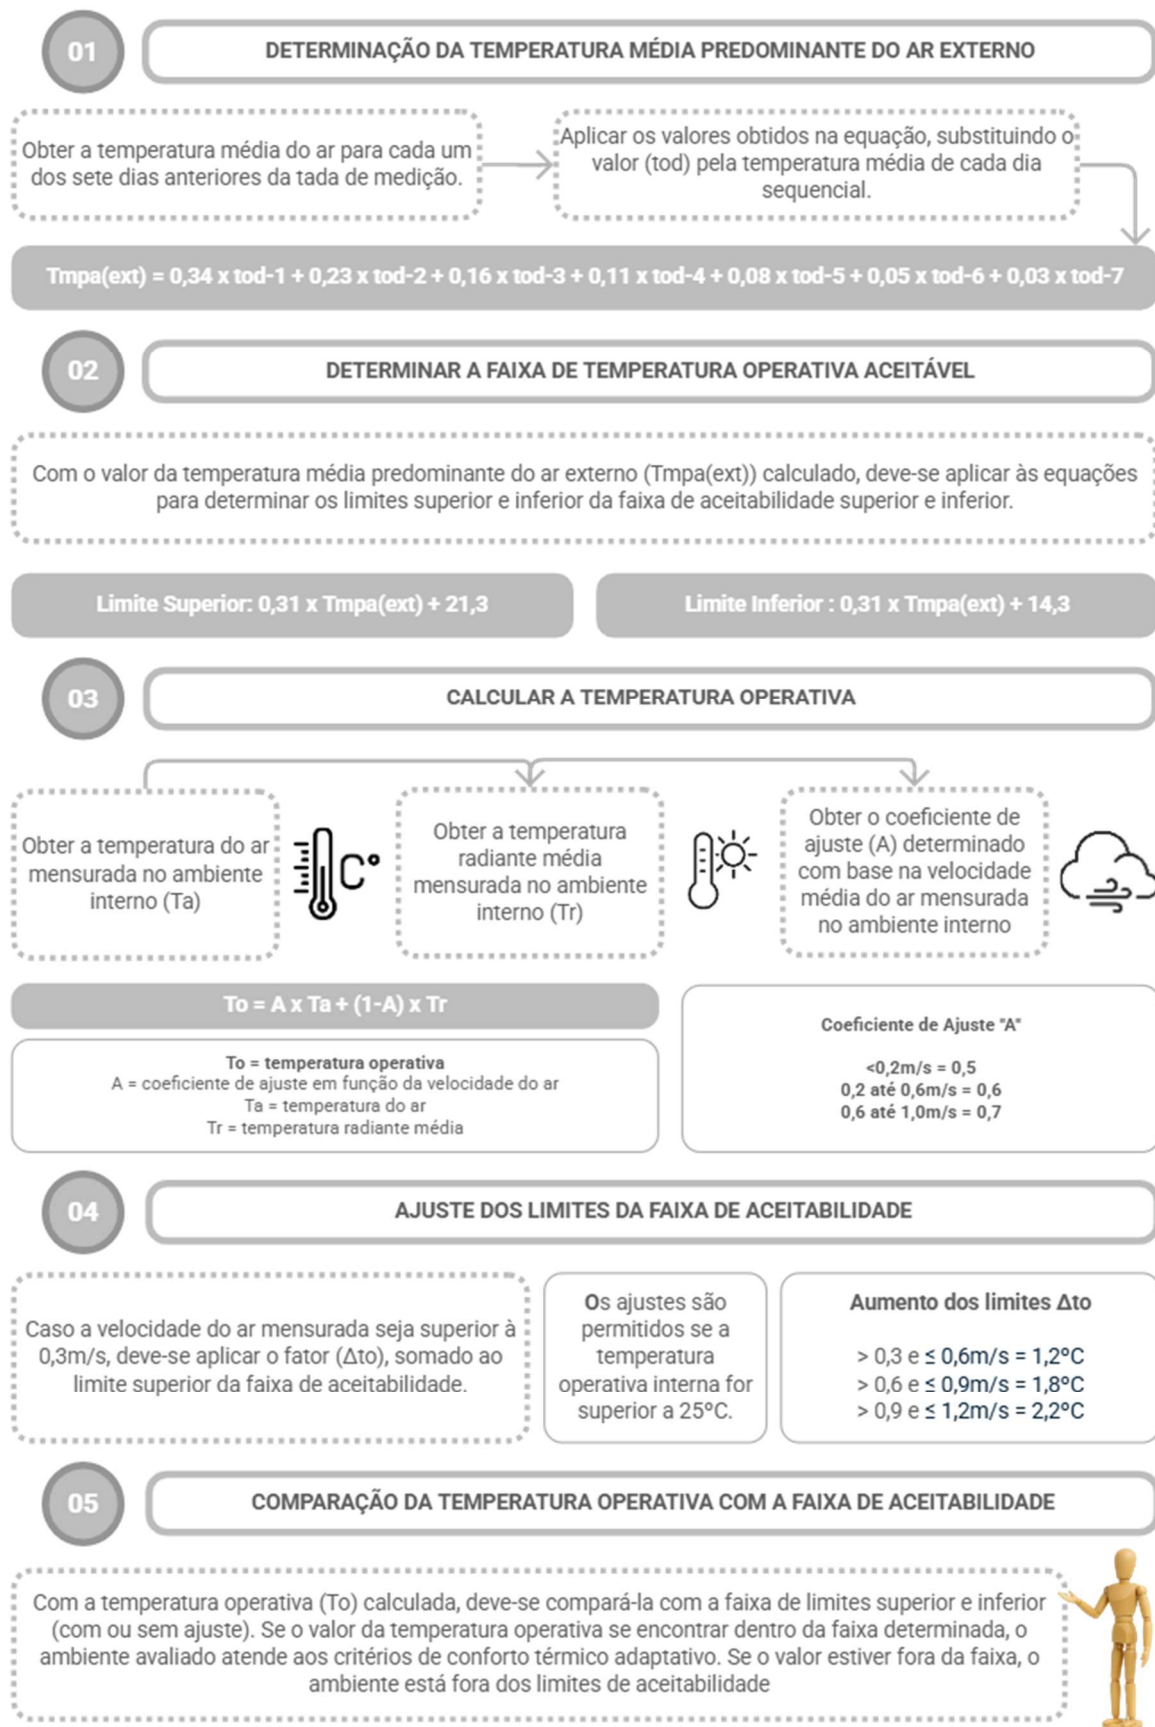 01
DETERMINAÇÃO DA TEMPERATURA MÉDIA PREDOMINANTE DO AR EXTERNO
Obter a temperatura média do ar para cada um
dos sete dias anteriores da tada de medição.
Aplicar os valores obtidos na equação, substituindo o
valor (tod) pela temperatura média de cada dia
sequencial.
Tmpa(ext) = 0,34 x tod-1 + 0,23 x tod-2 + 0,16 x tod-3 + 0,11 x tod-4 + 0,08 x tod-5 + 0,05 x tod-6 + 0,03 x tod-7
02
DETERMINAR A FAIXA DE TEMPERATURA OPERATIVA ACEITÁVEL
Com o valor da temperatura média predominante do ar externo (Tmpa(ext)) calculado, deve-se aplicar às equações
para determinar os limites superior e inferior da faixa de aceitabilidade superior e inferior.
Limite Superior: 0,31 x Tmpa(ext) + 21,3
Limite Inferior : 0,31 x Tmpa(ext) + 14,3
03
CALCULAR A TEMPERATURA OPERATIVA
Obter a temperatura do ar
mensurada no ambiente
interno (Ta)
C°
Obter a temperatura
radiante média
mensurada no ambiente
interno (Tr)
Obter o coeficiente de
ajuste (A) determinado
com base na velocidade
média do ar mensurada
no ambiente interno
To = A x Ta + (1-A) x Tr
To = temperatura operativa
A = coeficiente de ajuste em função da velocidade do ar
Ta = temperatura do ar
Tr = temperatura radiante média
Coeficiente de Ajuste "A"
<0,2m/s = 0,5
0,2 até 0,6m/s = 0,6
0,6 até 1,0m/s = 0,7
04
AJUSTE DOS LIMITES DA FAIXA DE ACEITABILIDADE
Caso a velocidade do ar mensurada seja superior à
0,3m/s, deve-se aplicar o fator (Δto), somado ao
limite superior da faixa de aceitabilidade.
Os ajustes são
permitidos se a
temperatura
operativa interna for
superior a 25ºC.
Aumento dos limites Δto
> 0,3 e ≤ 0,6m/s = 1,2ºC
> 0,6 e ≤ 0,9m/s = 1,8ºC
> 0,9 e ≤ 1,2m/s = 2,2ºC
05
COMPARAÇÃO DA TEMPERATURA OPERATIVA COM A FAIXA DE ACEITABILIDADE
Com a temperatura operativa (To) calculada, deve-se compará-la com a faixa de limites superior e inferior
(com ou sem ajuste). Se o valor da temperatura operativa se encontrar dentro da faixa determinada, o
ambiente avaliado atende aos critérios de conforto térmico adaptativo. Se o valor estiver fora da faixa, o
ambiente está fora dos limites de aceitabilidade